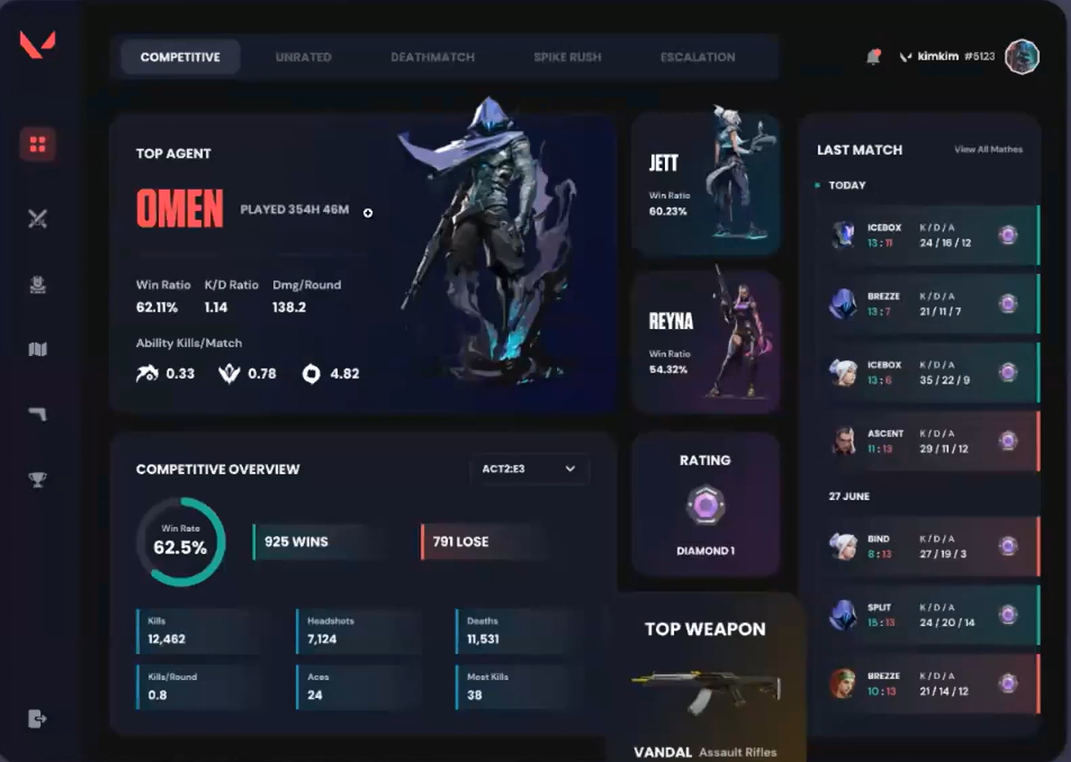 COMPETITIVE UNRATED DEATHMATCH SPIKE RUSH ESCALATION
kimkim #5123
TOP AGENT
OMEN PLAYED 354H 46M
Win Ratio K/D Ratio Dmg/Round
62.11% 1.14 138.2
Ability Kills/Match
0.33 0.78 4.82
JETT
Win Ratio
60.23%
REYNA
Win Ratio
54.32%
LAST MATCH View All Mathes
TODAY
ICEBOX K / D / A
13 : 11 24 / 16 / 12
BREZZE K / D / A
13 : 7 21 / 11 / 7
ICEBOX K / D / A
13 : 6 35 / 22 / 9
ASCENT K / D / A
11 : 13 29 / 11 / 12
27 JUNE
BIND K / D / A
8 : 13 27 / 19 / 3
SPLIT K / D / A
15 : 13 24 / 20 / 14
BREZZE K / D / A
10 : 13 21 / 14 / 12
COMPETITIVE OVERVIEW ACT2:E3
Win Rate
62.5%
925 WINS 791 LOSE
Kills Headshots Deaths
12,462 7,124 11,531
Kills/Round Aces Most Kills
0.8 24 38
RATING
DIAMOND 1
TOP WEAPON
VANDAL Assault Rifles